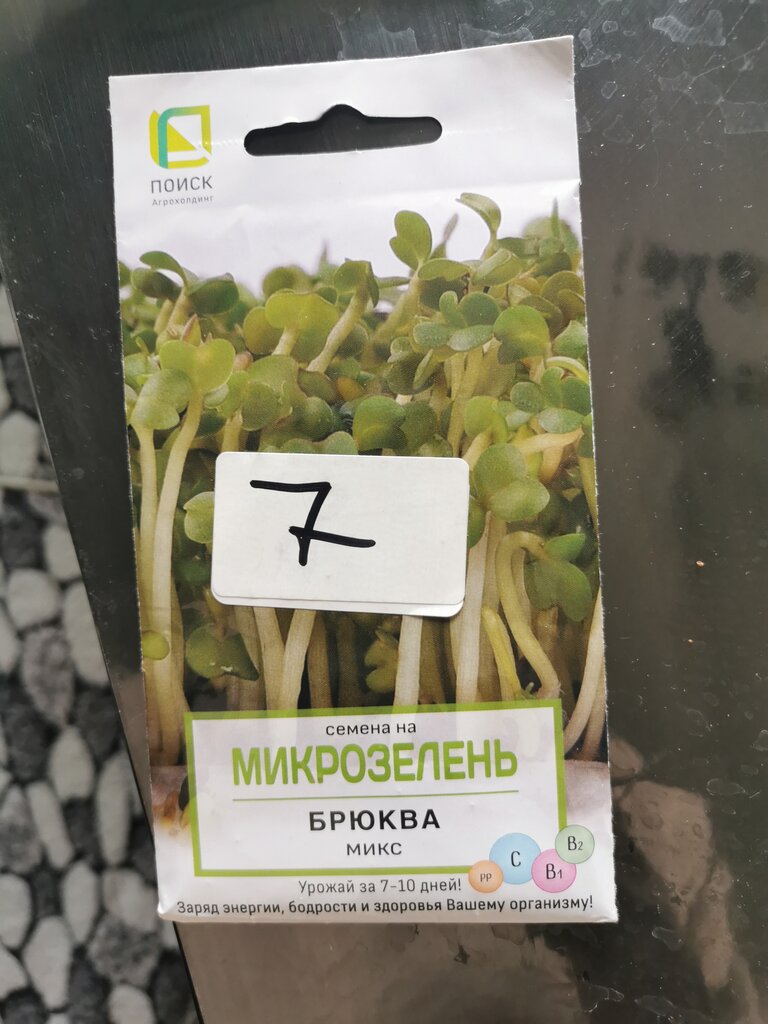 ПОИСК
Агрохолдинг
7
семена на
МИКРОЗЕЛЕНЬ
БРЮКВА
МИКС
PP C B1 B2
Урожай за 7-10 дней!
Заряд энергии, бодрости и здоровья Вашему организму!